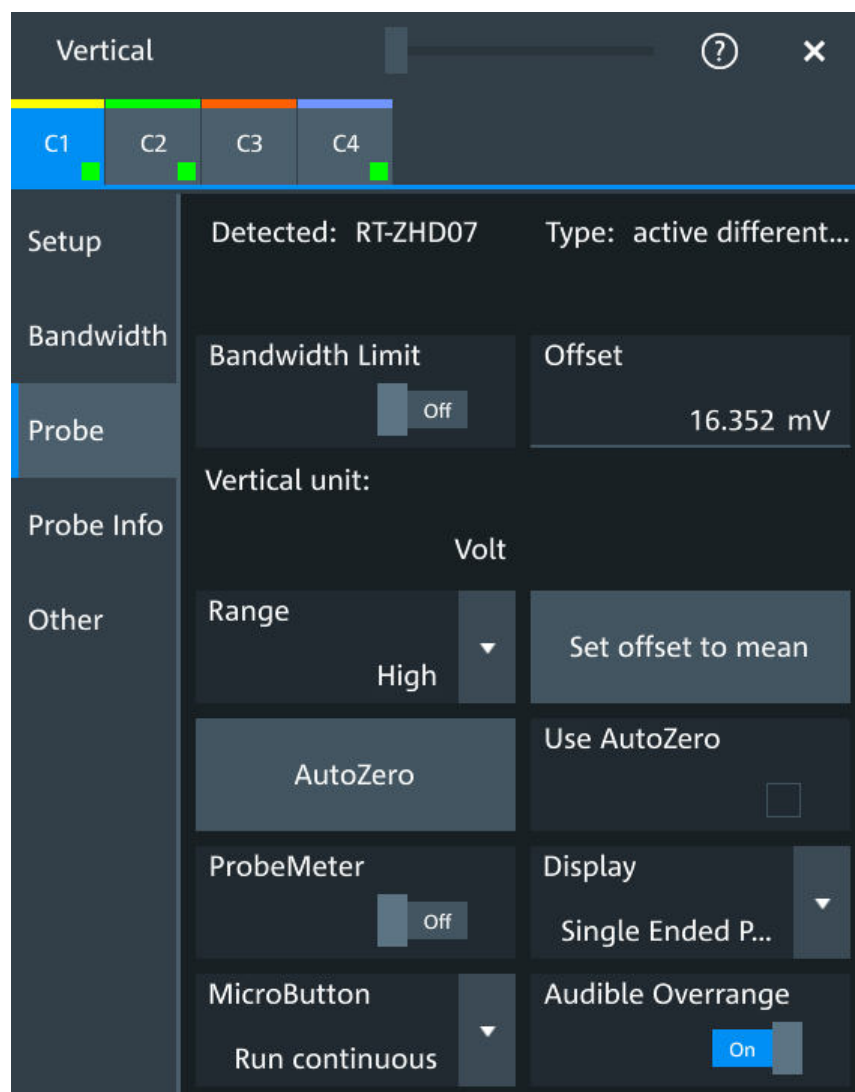 Vertical
?
C1 C2 C3 C4
Setup
Detected: RT-ZHD07 Type: active different...
Bandwidth
Bandwidth Limit
Off
Offset
16.352 mV
Probe
Vertical unit:
Volt
Probe Info
Other
Range
High
Set offset to mean
AutoZero
Use AutoZero
ProbeMeter
Off
Display
Single Ended P...
MicroButton
Run continuous
Audible Overrange
On